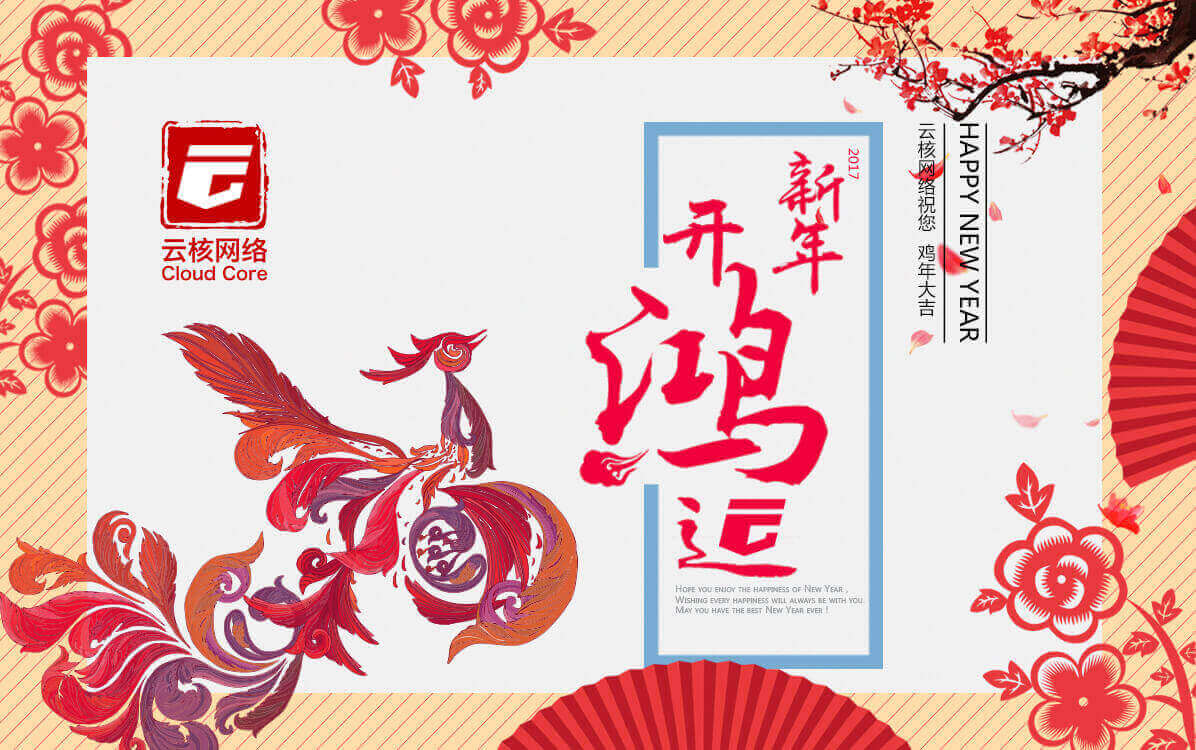 云核网络
Cloud Core
2017
新年
开
鸿
运
HAPPY NEW YEAR
云核网络祝您 鸡年大吉
Hope you enjoy the happiness of New Year ,
Wishing every happiness will always be with you.
May you have the best New Year ever !